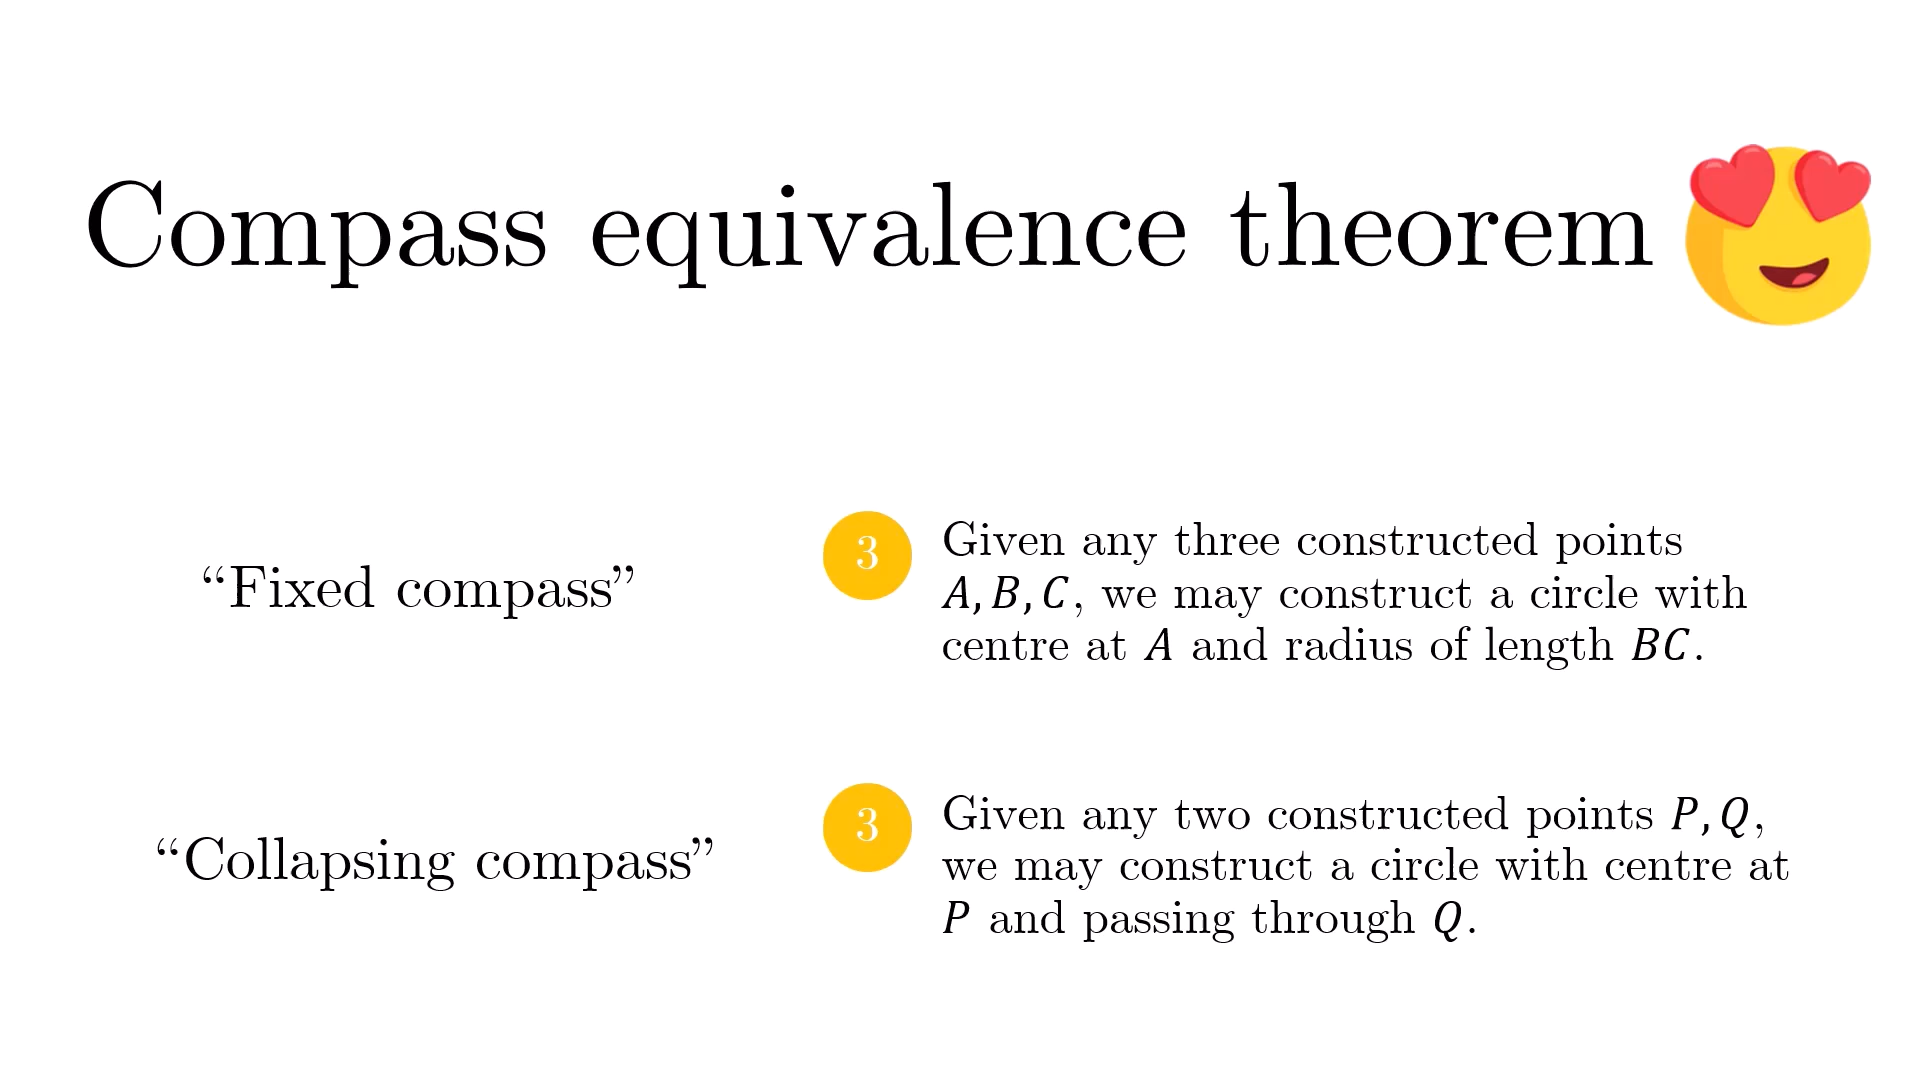 Compass equivalence theorem
“Fixed compass”
3
Given any three constructed points
A, B, C, we may construct a circle with
centre at A and radius of length BC.
“Collapsing compass”
3
Given any two constructed points P, Q,
we may construct a circle with centre at
P and passing through Q.